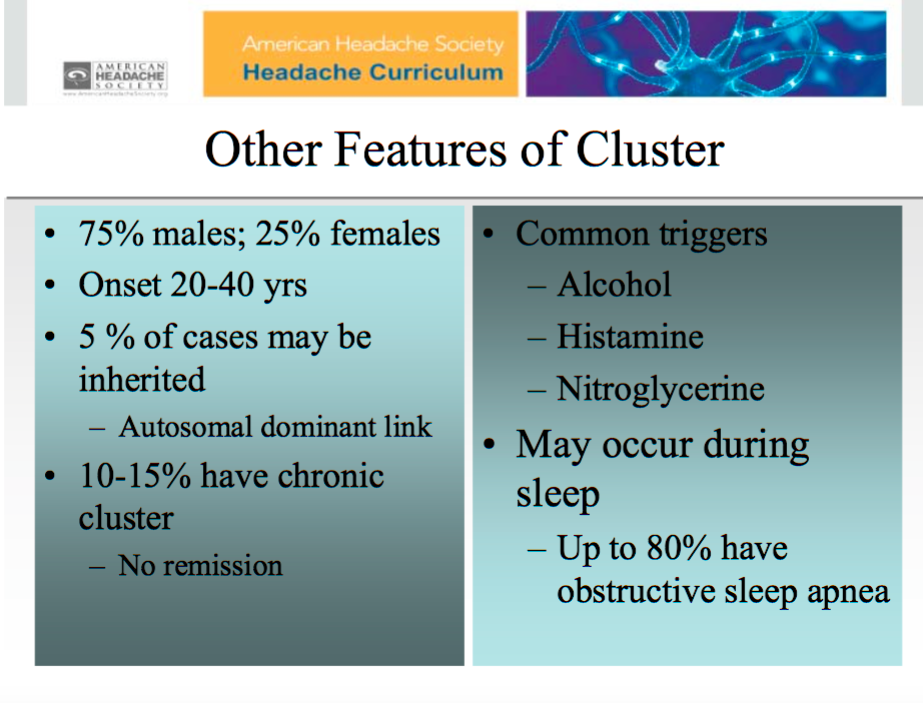 AMERICAN
HEADACHE
SOCIETY
American Headache Society
Headache Curriculum
Other Features of Cluster
• 75% males; 25% females
• Onset 20-40 yrs
• 5 % of cases may be
inherited
– Autosomal dominant link
• 10-15% have chronic
cluster
– No remission
• Common triggers
– Alcohol
– Histamine
– Nitroglycerine
• May occur during
sleep
– Up to 80% have
obstructive sleep apnea